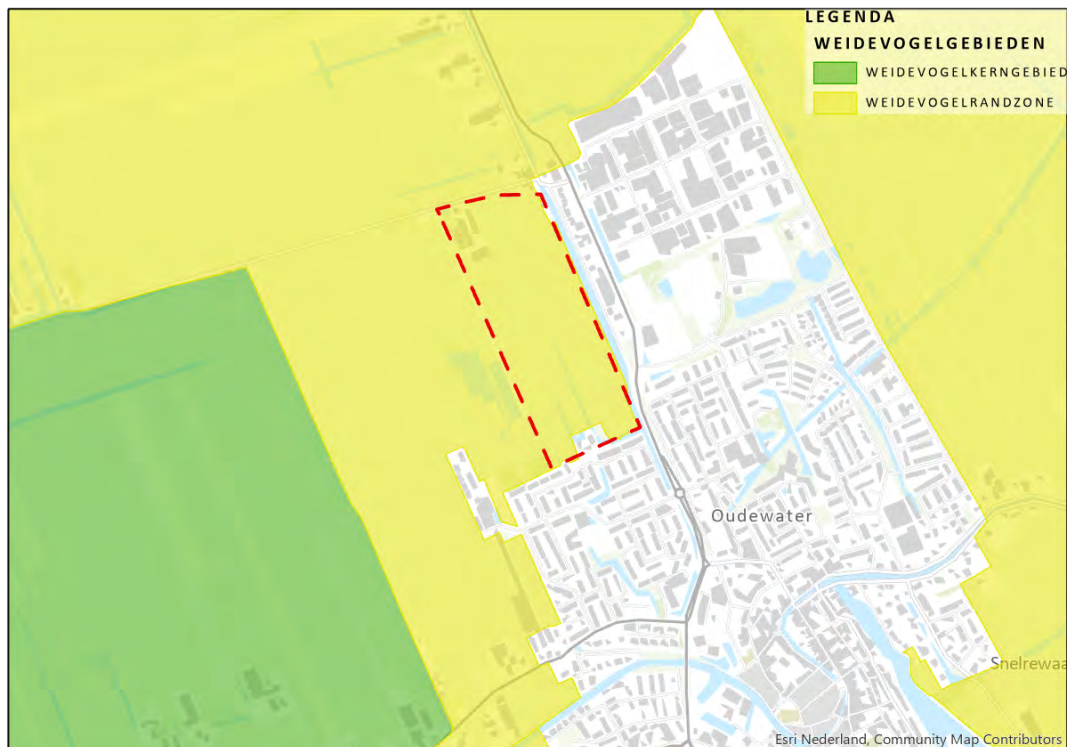 LEGENDA
WEIDEVOGELGEBIEDEN
WEIDEVOGELKERNGEBIED
WEIDEVOGELRANDZONE
Oudewater
Snelrewaa
Esri Nederland, Community Map Contributors